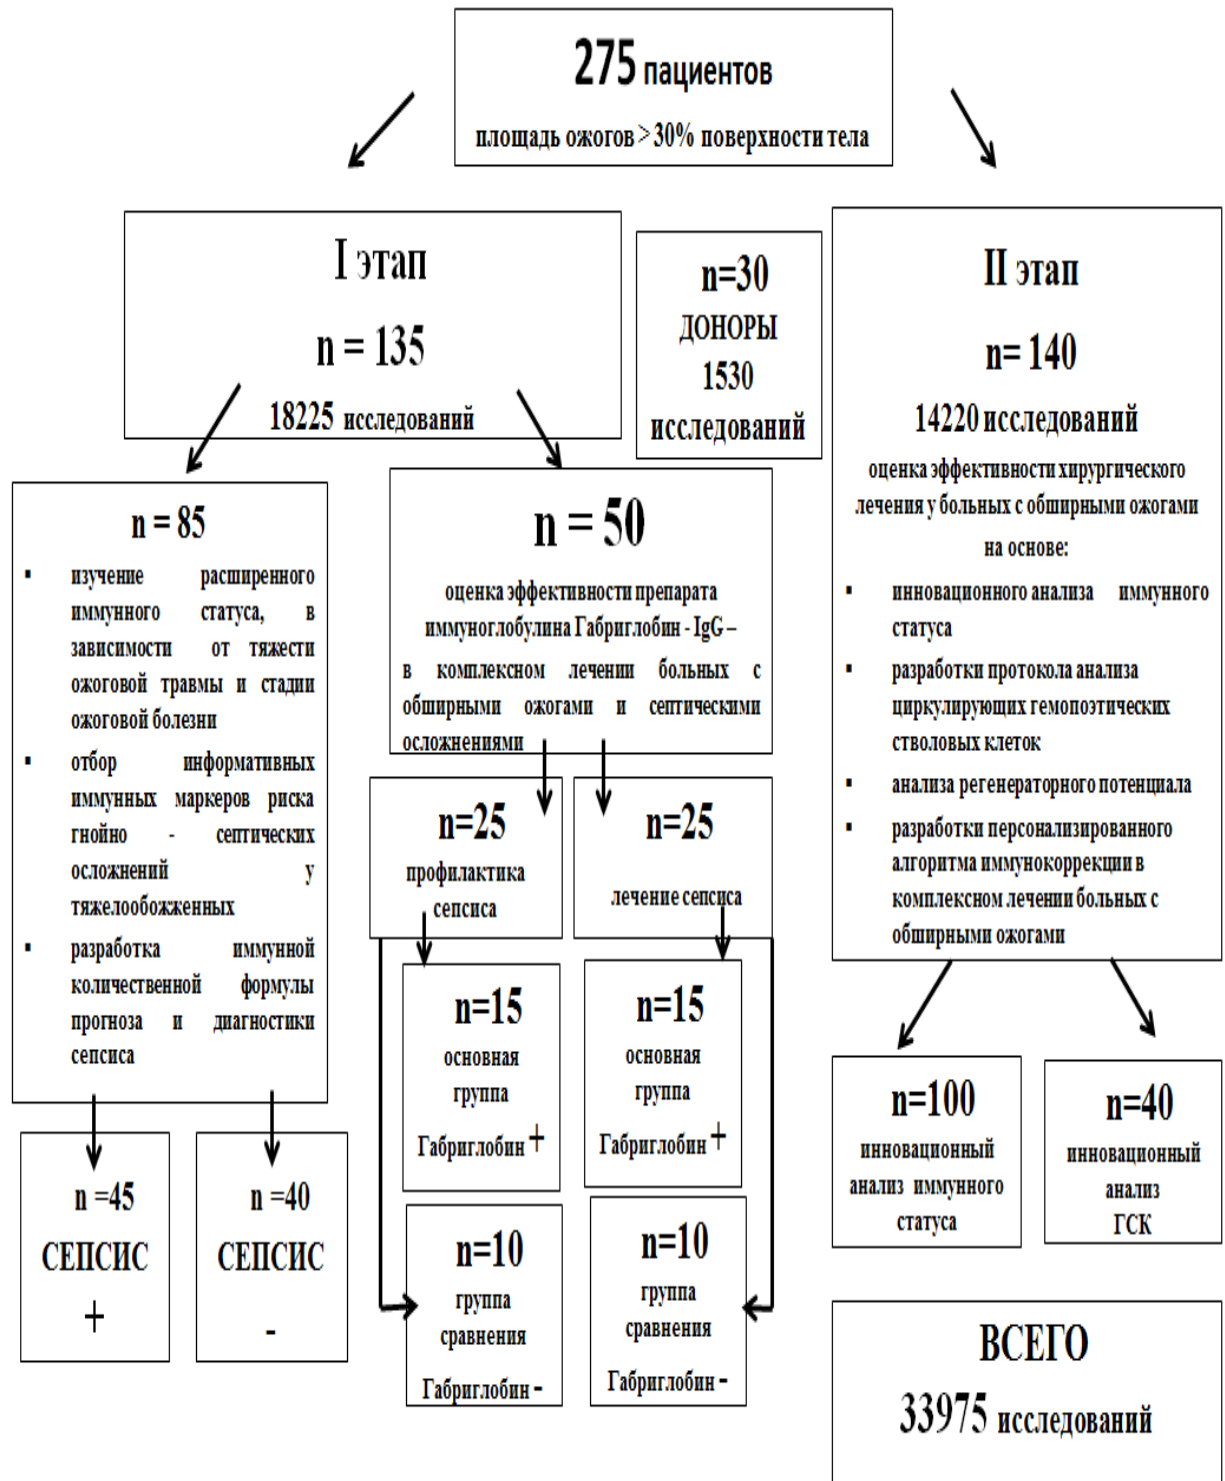 275 пациентов
площадь ожогов > 30% поверхности тела
I этап
n = 135
18225 исследований
n=30
ДОНОРЫ
1530
исследований
II этап
n= 140
14220 исследований
оценка эффективности хирургического
лечения у больных с обширными ожогами
на основе:
▪ инновационного анализа иммунного
статуса
▪ разработки протокола анализа
циркулирующих гемопоэтических
стволовых клеток
▪ анализа регенераторного потенциала
▪ разработки персонализированного
алгоритма иммунокоррекции в
комплексном лечении больных с
обширными ожогами
n = 85
▪ изучение расширенного
иммунного статуса, в
зависимости от тяжести
ожоговой травмы и стадии
ожоговой болезни
▪ отбор информативных
иммунных маркеров риска
гнойно - септических
осложнений у
тяжелообожженных
▪ разработка иммунной
количественной формулы
прогноза и диагностики
сепсиса
n = 50
оценка эффективности препарата
иммуноглобулина Габриглобин - IgG –
в комплексном лечении больных с
обширными ожогами и септическими
осложнениями
n=25
профилактика
сепсиса
n=25
лечение сепсиса
n=15
основная
группа
Габриглобин +
n=15
основная
группа
Габриглобин +
n=10
группа
сравнения
Габриглобин –
n=10
группа
сравнения
Габриглобин -
n =45
СЕПСИС
+
n =40
СЕПСИС
-
n=100
инновационный
анализ иммунного
статуса
n=40
инновационный
анализ
ГСК
ВСЕГО
33975 исследований